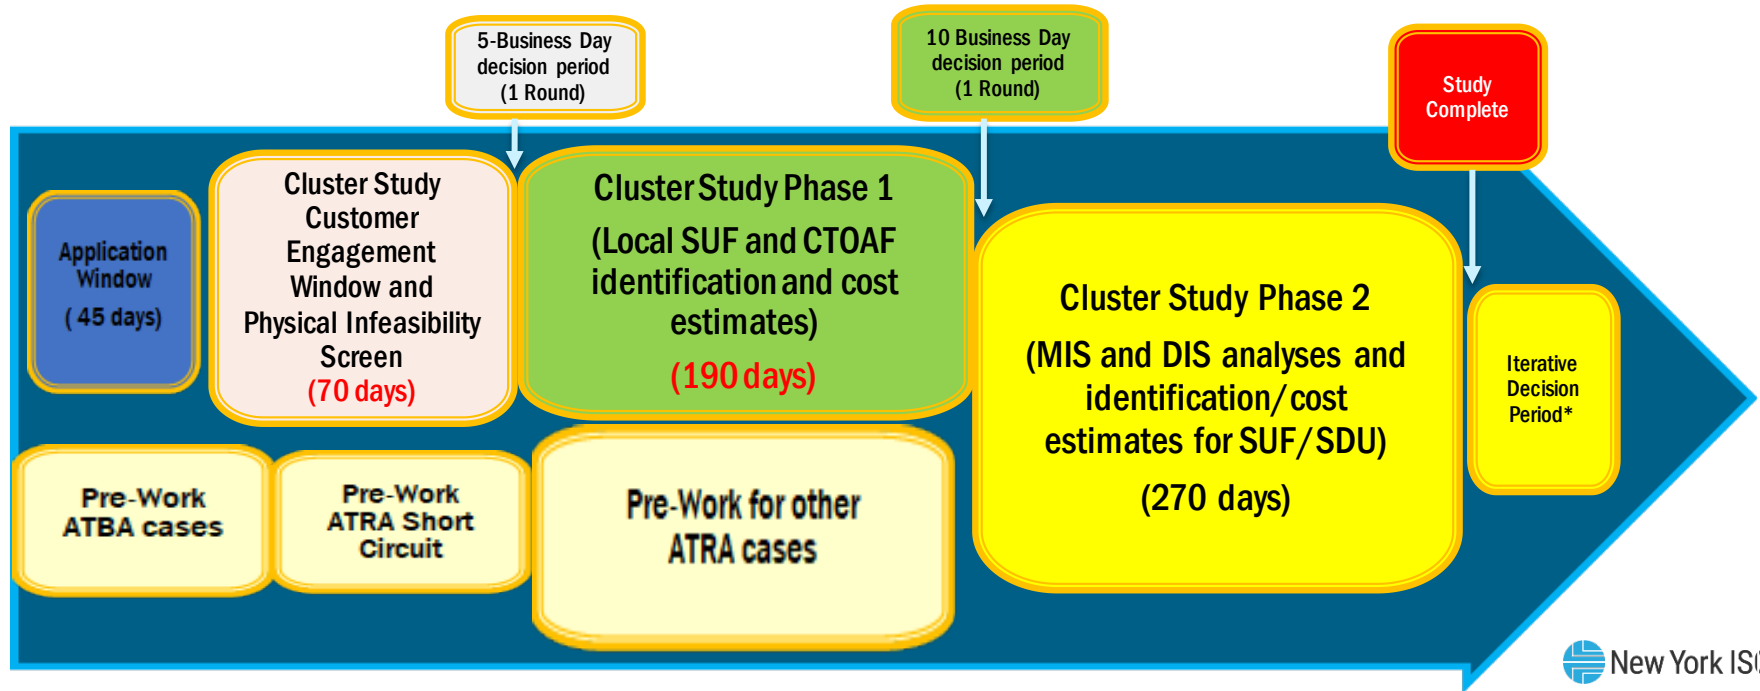 5-Business Day
decision period
(1 Round)
10 Business Day
decision period
(1 Round)
Study
Complete
Application
Window
( 45 days)
Cluster Study
Customer
Engagement
Window and
Physical Infeasibility
Screen
(70 days)
Cluster Study Phase 1
(Local SUF and CTOAF
identification and cost
estimates)
(190 days)
Cluster Study Phase 2
(MIS and DIS analyses and
identification/cost
estimates for SUF/SDU)
(270 days)
Iterative
Decision
Period*
Pre-Work
ATBA cases
Pre-Work
ATRA Short
Circuit
Pre-Work for other
ATRA cases
New York IS